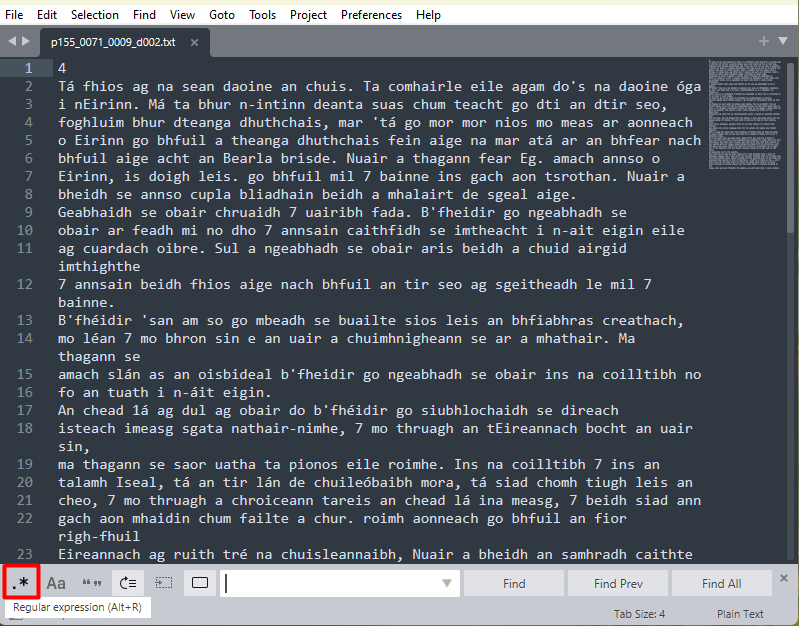 File Edit Selection Find View Goto Tools Project Preferences Help
p155_0071_0009_d002.txt ×
1 4
2 Tá fhios ag na sean daoine an chuis. Ta comhairle eile agam do's na daoine óga
3 i nEirinn. Má ta bhur n-intinn deanta suas chum teacht go dti an dtir seo,
4 foghluim bhur dteanga dhuthchais, mar 'tá go mor mor nios mo meas ar aonneach
5 o Eirinn go bhfuil a theanga dhuthchais fein aige na mar atá ar an bhfear nach
6 bhfuil aige acht an Bearla brisde. Nuair a thagann fear Eg. amach annso o
7 Eirinn, is doigh leis. go bhfuil mil 7 bainne ins gach aon tsrothan. Nuair a
8 bheidh se annso cupla bliadhain beidh a mhalairt de sgeal aige.
9 Geabhaidh se obair chruaidh 7 uairibh fada. B'fheidir go ngeabhadh se
10 obair ar feadh mi no dho 7 annsain caithfidh se imtheacht i n-ait eigin eile
11 ag cuardach oibre. Sul a ngeabhadh se obair aris beidh a chuid airgid
imthighthe
12 7 annsain beidh fhios aige nach bhfuil an tir seo ag sgeitheadh le mil 7
bainne.
13 B'fhéidir 'san am so go mbeadh se buailte sios leis an bhfiabhras creathach,
14 mo léan 7 mo bhron sin e an uair a chuimhnigheann se ar a mhathair. Ma
thagann se
15 amach slán as an oisbideal b'fheidir go ngeabhadh se obair ins na coilltibh no
16 fo an tuath i n-áit eigin.
17 An chead 1á ag dul ag obair do b'fhéidir go siubhlochaidh se direach
18 isteach imeasg sgata nathair-nimhe, 7 mo thruagh an tEireannach bocht an uair
sin,
19 ma thagann se saor uatha ta pionos eile roimhe. Ins na coilltibh 7 ins an
20 talamh Iseal, tá an tir lán de chuileóbaibh mora, tá siad chomh tiugh leis an
21 cheo, 7 mo thruagh a chroiceann tareis an chead lá ina measg, 7 beidh siad ann
22 gach aon mhaidin chum failte a chur. roimh aonneach go bhfuil an fior
righ-fhuil
23 Eireannach ag ruith tré na chuisleannaibh, Nuair a bheidh an samhradh caithte
.* Aa “ ” Find Find Prev Find All ×
Regular expression (Alt+R)
Tab Size: 4 Plain Text